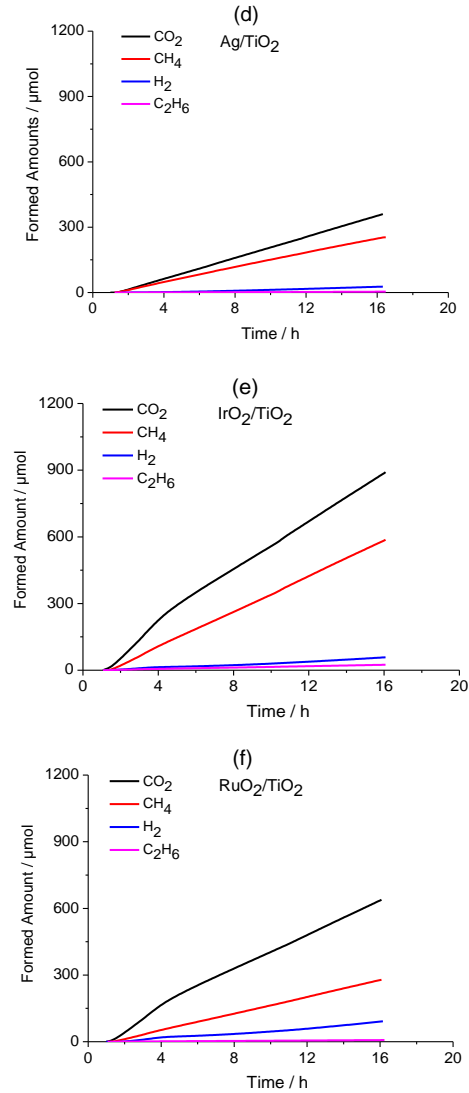 (d)
Ag/TiO2
CO2
CH4
H2
C2H6
1200
900
600
300
0
0 4 8 12 16 20
Formed Amounts / µmol
Time / h
(e)
IrO2/TiO2
CO2
CH4
H2
C2H6
1200
900
600
300
0
0 4 8 12 16 20
Formed Amount / µmol
Time / h
(f)
RuO2/TiO2
CO2
CH4
H2
C2H6
1200
900
600
300
0
0 4 8 12 16 20
Formed Amount / µmol
Time / h